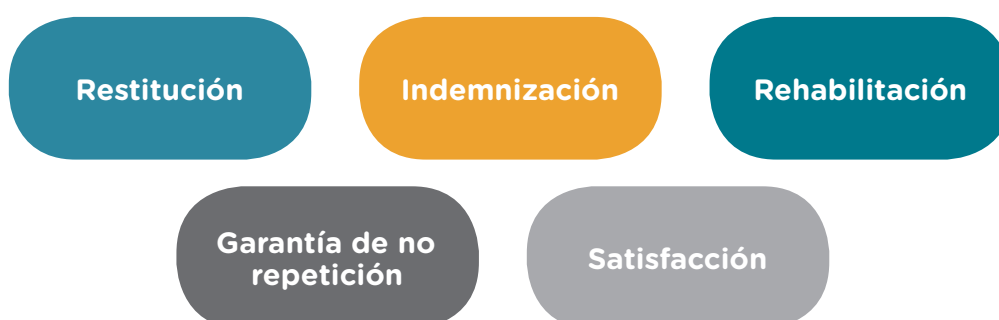 Restitución
Indemnización
Rehabilitación
Garantía de no
repetición
Satisfacción